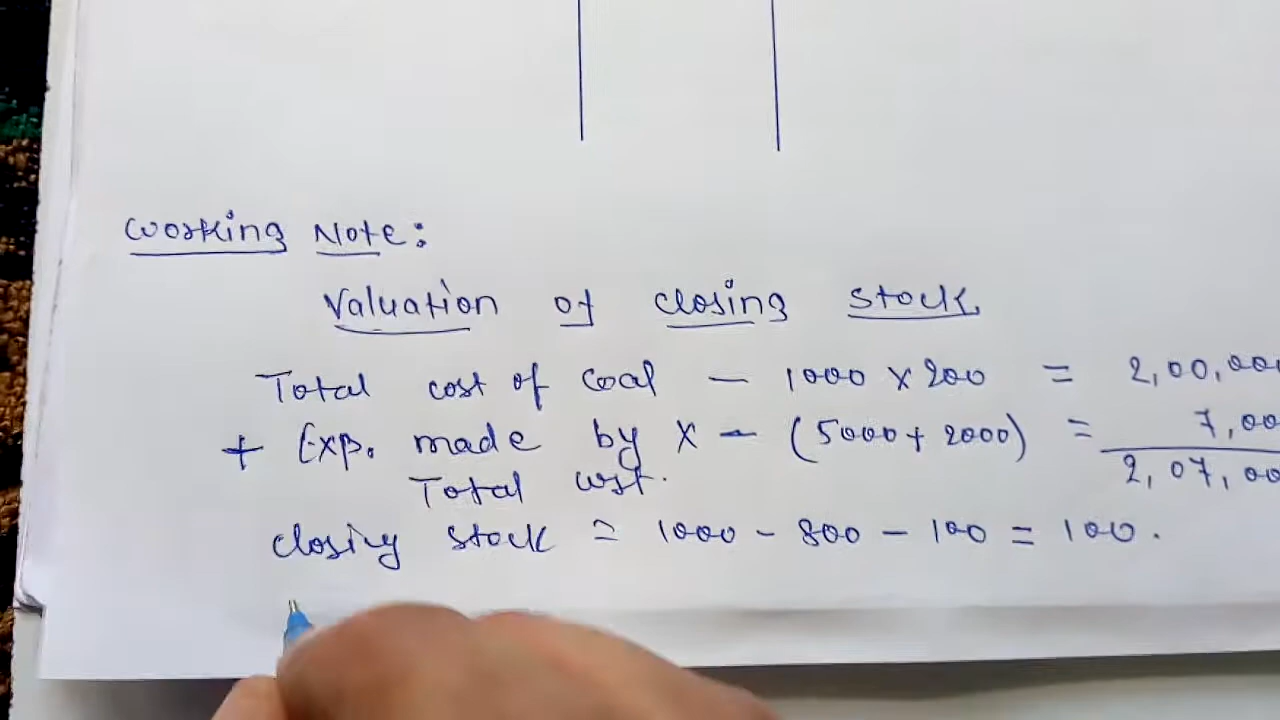 Working Note:
Valuation of closing stock
Total cost of coal — 1000 x 200 = 2,00,00
+ Exp. made by X — (5000+ 2000) = 7,00
Total cost. 2,07,00
closing stock = 1000 - 800 - 100 = 100.